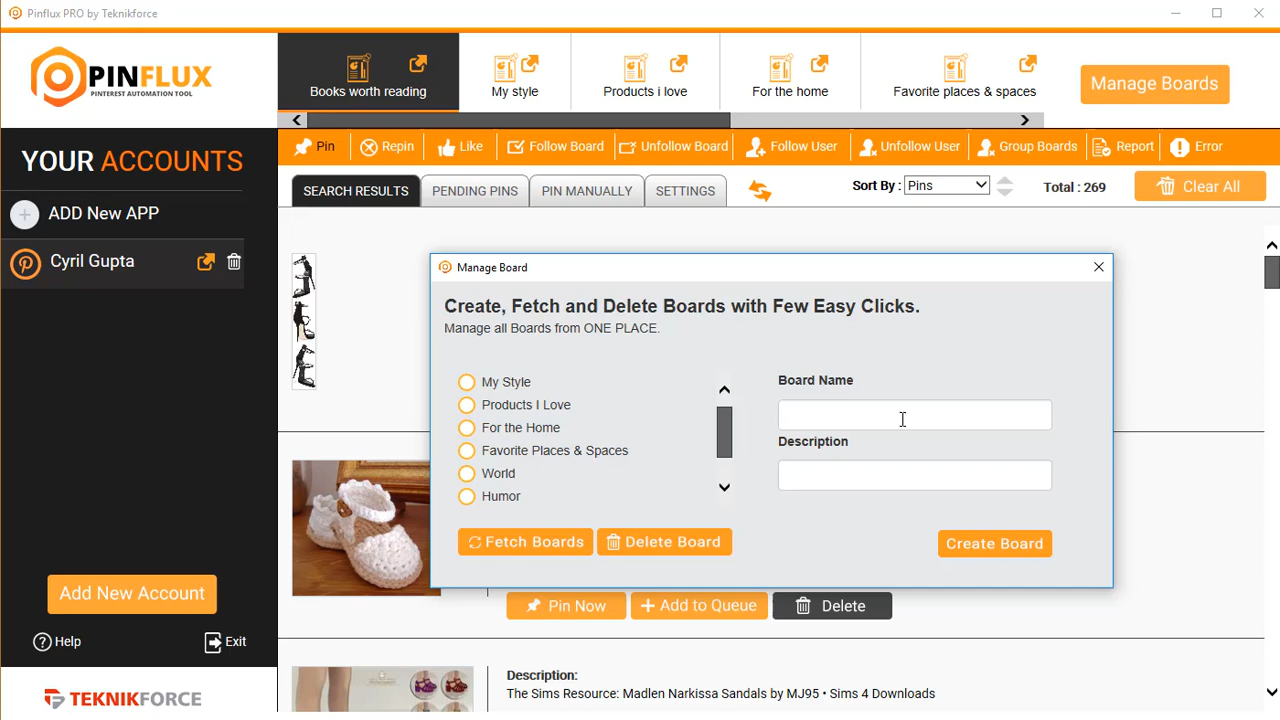 Pinflux PRO by Teknikforce
PINFLUX
PINTEREST AUTOMATION TOOL
Books worth reading
My style
Products i love
For the home
Favorite places & spaces
Manage Boards
Pin
Repin
Like
Follow Board
Unfollow Board
Follow User
Unfollow User
Group Boards
Report
Error
YOUR ACCOUNTS
ADD New APP
Cyril Gupta
SEARCH RESULTS
PENDING PINS
PIN MANUALLY
SETTINGS
Sort By :
Pins
Total : 269
Clear All
Manage Board
Create, Fetch and Delete Boards with Few Easy Clicks.
Manage all Boards from ONE PLACE.
My Style
Products I Love
For the Home
Favorite Places & Spaces
World
Humor
Board Name
Description
Fetch Boards
Delete Board
Create Board
Pin Now
Add to Queue
Delete
Add New Account
Help
Exit
TEKNIKFORCE
Description:
The Sims Resource: Madlen Narkissa Sandals by MJ95 • Sims 4 Downloads